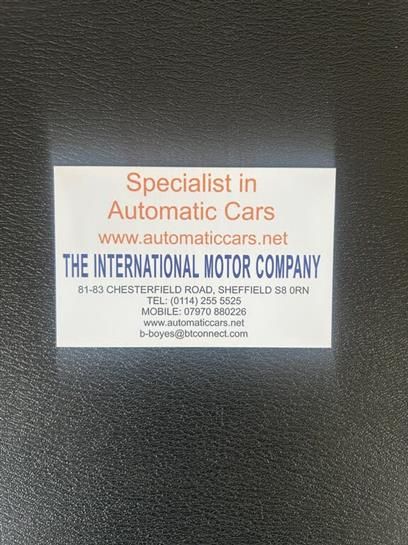 Specialist in
Automatic Cars
www.automaticcars.net
THE INTERNATIONAL MOTOR COMPANY
81-83 CHESTERFIELD ROAD, SHEFFIELD S8 0RN
TEL: (0114) 255 5525
MOBILE: 07970 880226
www.automaticcars.net
b-boyes@btconnect.com